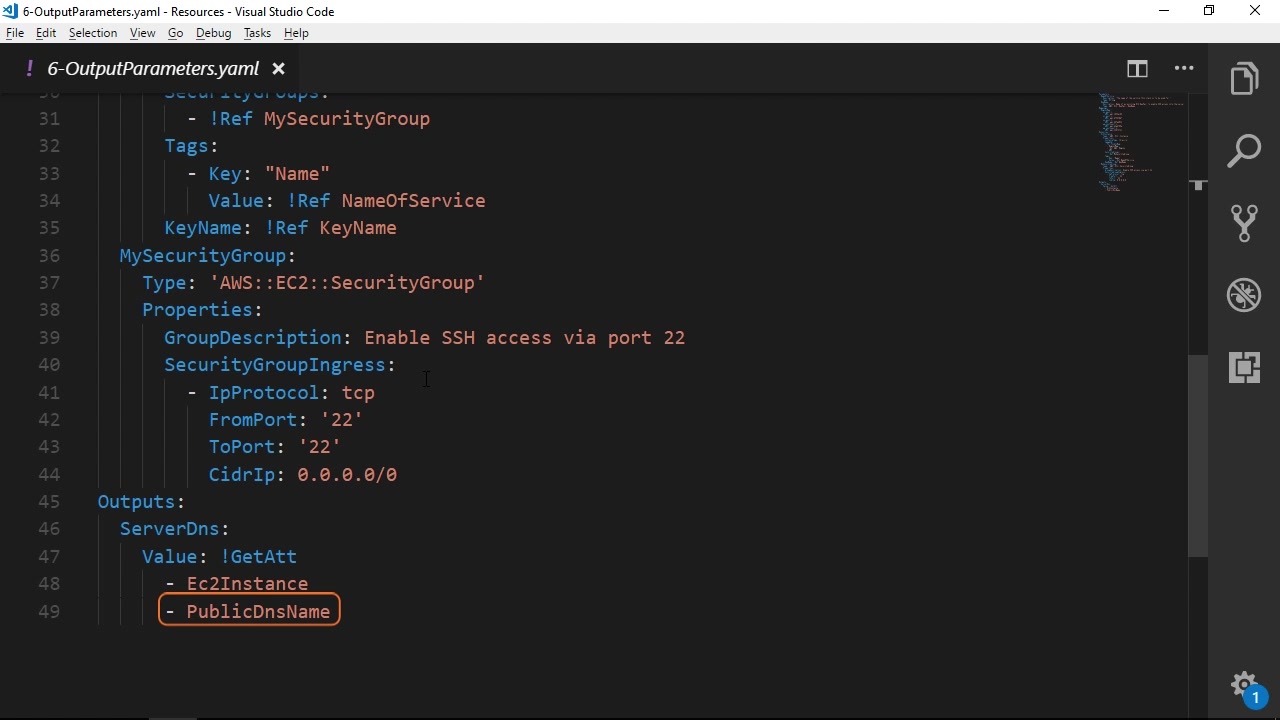 6-OutputParameters.yaml - Resources - Visual Studio Code
File Edit Selection View Go Debug Tasks Help
! 6-OutputParameters.yaml
30 SecurityGroups:
31 - !Ref MySecurityGroup
32 Tags:
33 - Key: "Name"
34 Value: !Ref NameOfService
35 KeyName: !Ref KeyName
36 MySecurityGroup:
37 Type: 'AWS::EC2::SecurityGroup'
38 Properties:
39 GroupDescription: Enable SSH access via port 22
40 SecurityGroupIngress:
41 - IpProtocol: tcp
42 FromPort: '22'
43 ToPort: '22'
44 CidrIp: 0.0.0.0/0
45 Outputs:
46 ServerDns:
47 Value: !GetAtt
48 - Ec2Instance
49 - PublicDnsName
1